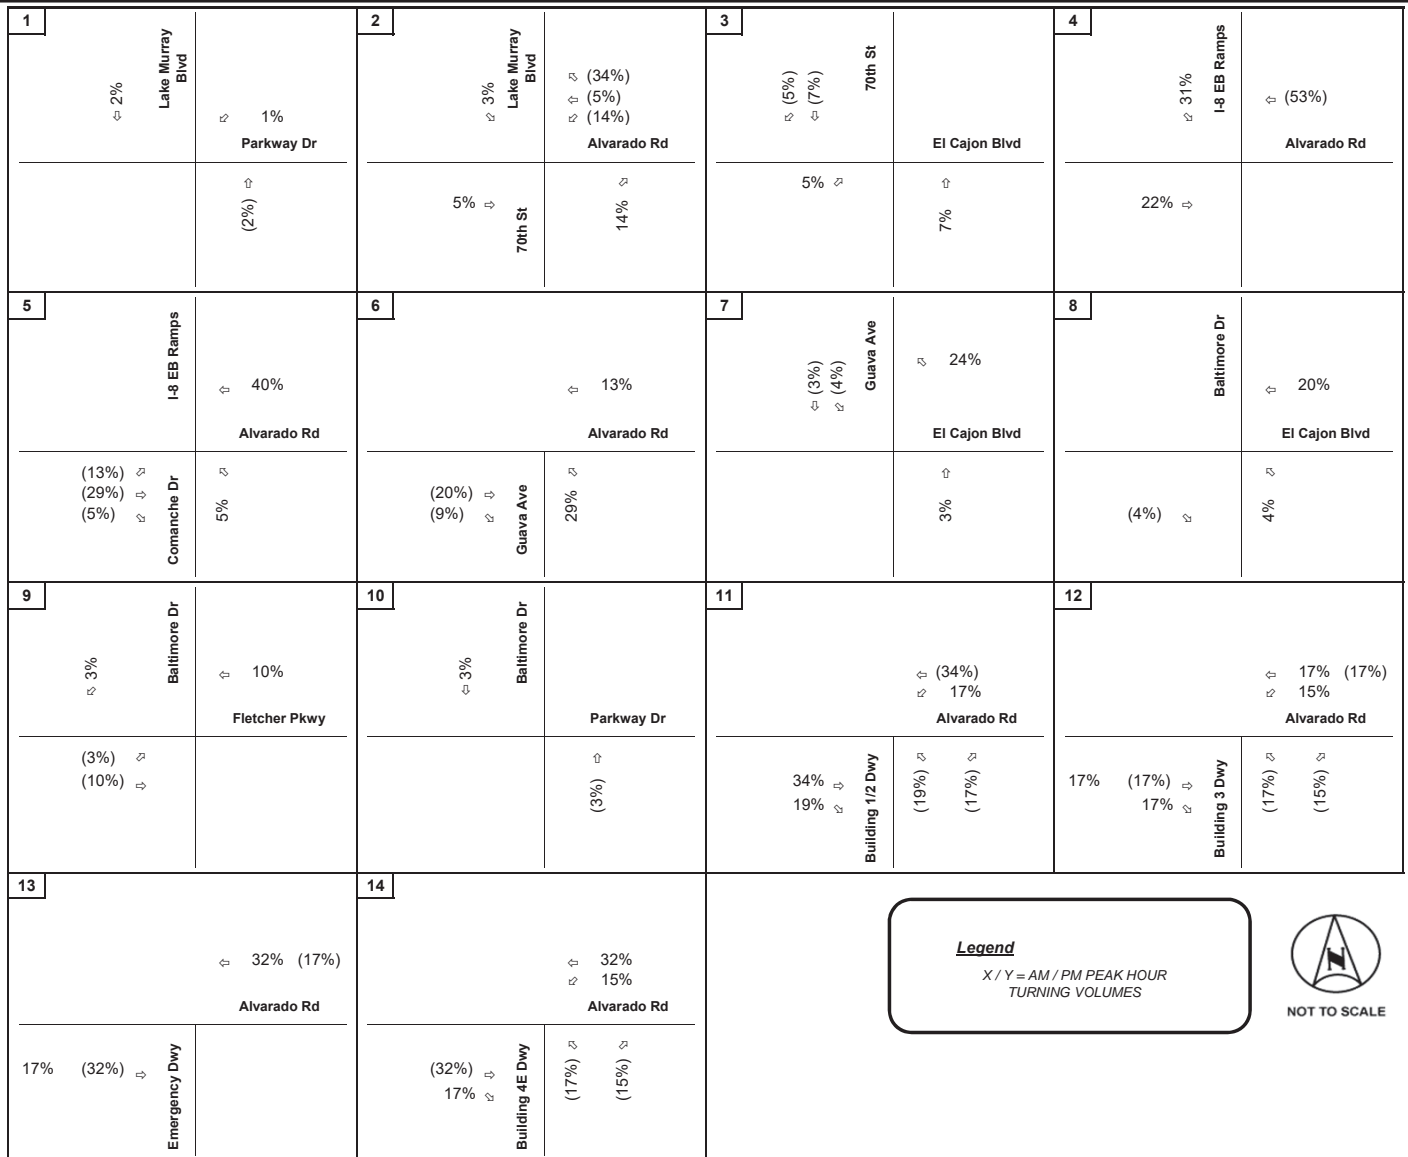 1
Lake Murray
Blvd
⇩ 2%
⬃ 1%
Parkway Dr
⇧
(2%)
2
Lake Murray
Blvd
⬂ 3%
⬁ (34%)
⇦ (5%)
⬃ (14%)
Alvarado Rd
5% ⇨
70th St
⬀
14%
3
70th St
⬃ (5%)
⇩ (7%)
El Cajon Blvd
5% ⬀
⇧
7%
4
I-8 EB Ramps
⬂ 31%
⇦ (53%)
Alvarado Rd
22% ⇨
5
I-8 EB Ramps
⇦ 40%
Alvarado Rd
(13%) ⬀
(29%) ⇨
(5%) ⬂
Comanche Dr
⬁
5%
6
⇦ 13%
Alvarado Rd
(20%) ⇨
(9%) ⬂
Guava Ave
⬁
29%
7
Guava Ave
⇩ (3%)
⬂ (4%)
⬁ 24%
El Cajon Blvd
⇧
3%
8
Baltimore Dr
⇦ 20%
El Cajon Blvd
(4%) ⬂
⬁
4%
9
Baltimore Dr
⬃ 3%
⇦ 10%
Fletcher Pkwy
(3%) ⬀
(10%) ⇨
10
Baltimore Dr
⇩ 3%
Parkway Dr
⇧
(3%)
11
⇦ (34%)
⬃ 17%
Alvarado Rd
34% ⇨
19% ⬂
Building 1/2 Dwy
⬁ ⬀
(19%) (17%)
12
⇦ 17% (17%)
⬃ 15%
Alvarado Rd
17% (17%) ⇨
17% ⬂
Building 3 Dwy
⬁ ⬀
(17%) (15%)
13
⇦ 32% (17%)
Alvarado Rd
17% (32%) ⇨
Emergency Dwy
14
⇦ 32%
⬃ 15%
Alvarado Rd
(32%) ⇨
17% ⬂
Building 4E Dwy
⬁ ⬀
(17%) (15%)
Legend
X / Y = AM / PM PEAK HOUR
TURNING VOLUMES
N
NOT TO SCALE